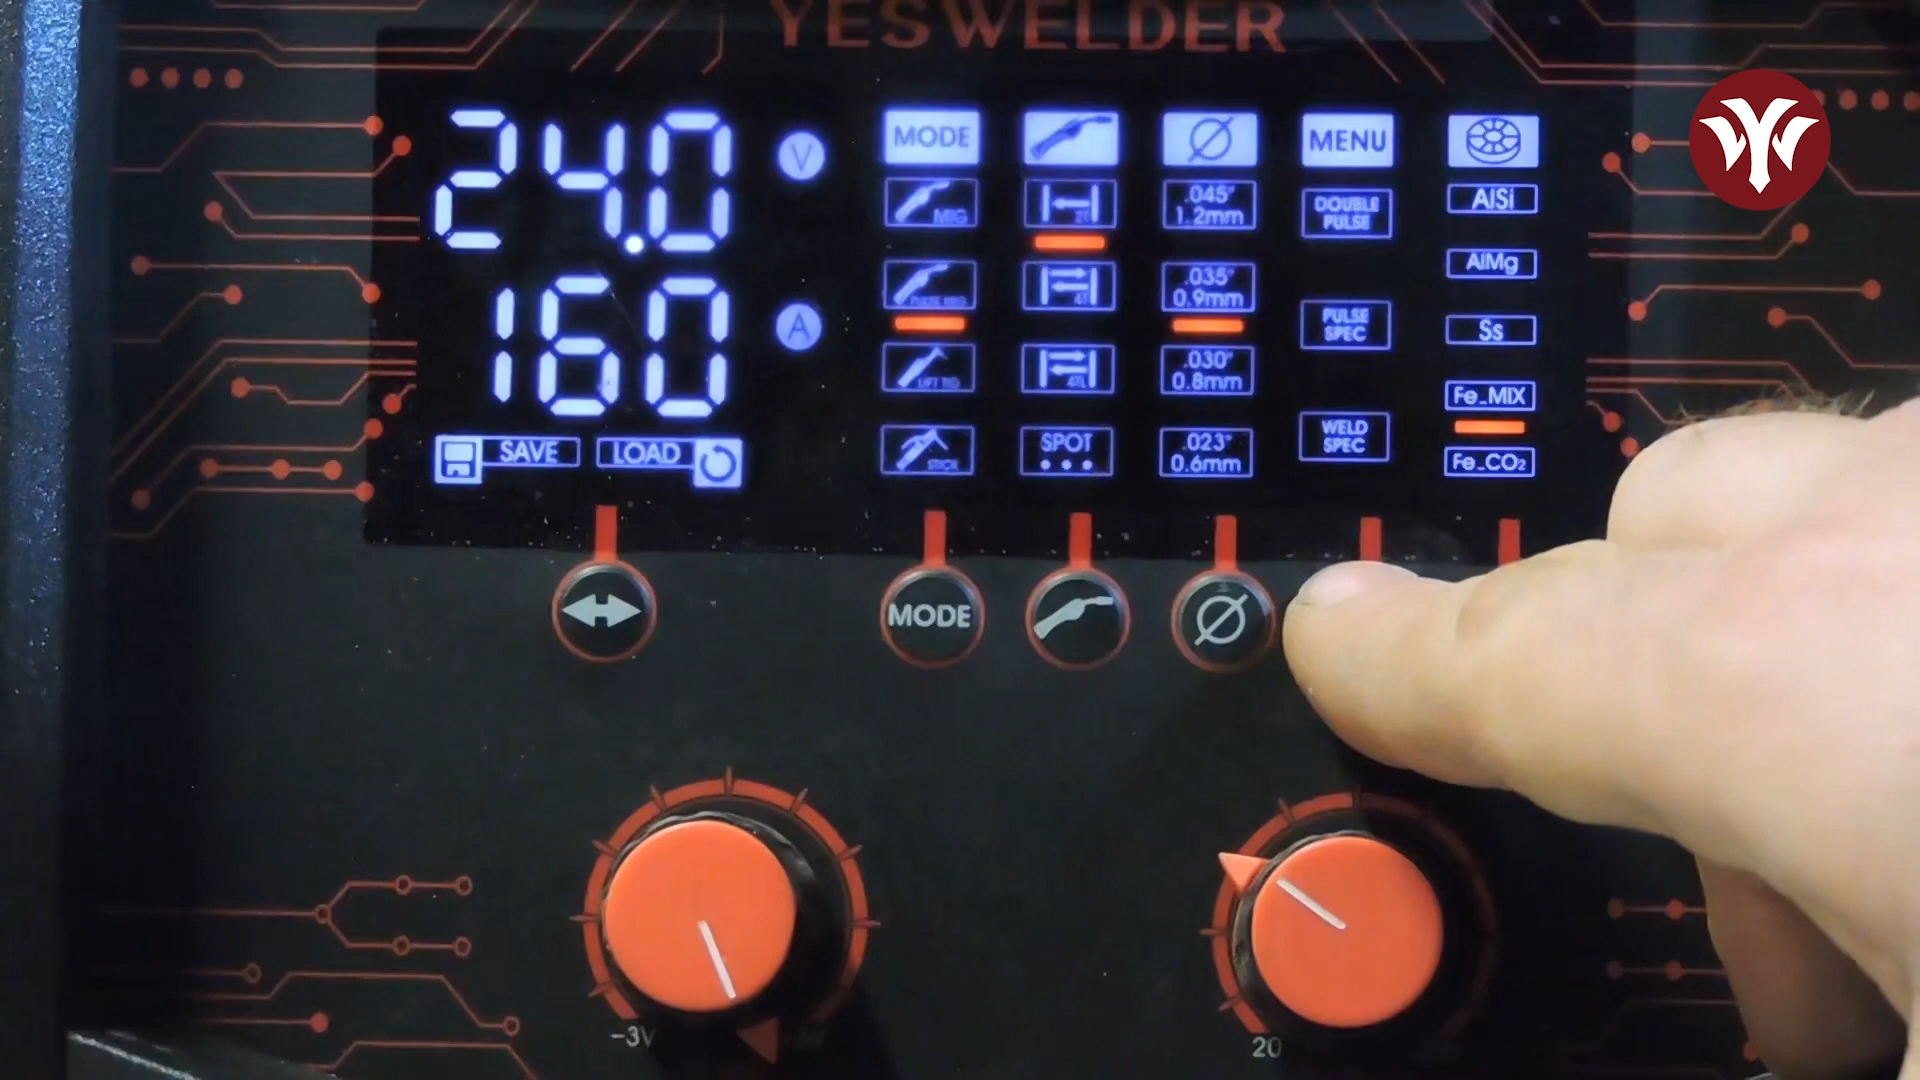 YESWELDER
24.0 V
160 A
SAVE LOAD
MODE
MIG
PULSE MIG
LIFT TIG
STICK
2T
4T
4TL
SPOT
.045"
1.2mm
.035"
0.9mm
.030"
0.8mm
.023"
0.6mm
MENU
DOUBLE
PULSE
PULSE
SPEC
WELD
SPEC
AlSi
AlMg
Ss
Fe_MIX
Fe_CO₂
MODE
-3V
20